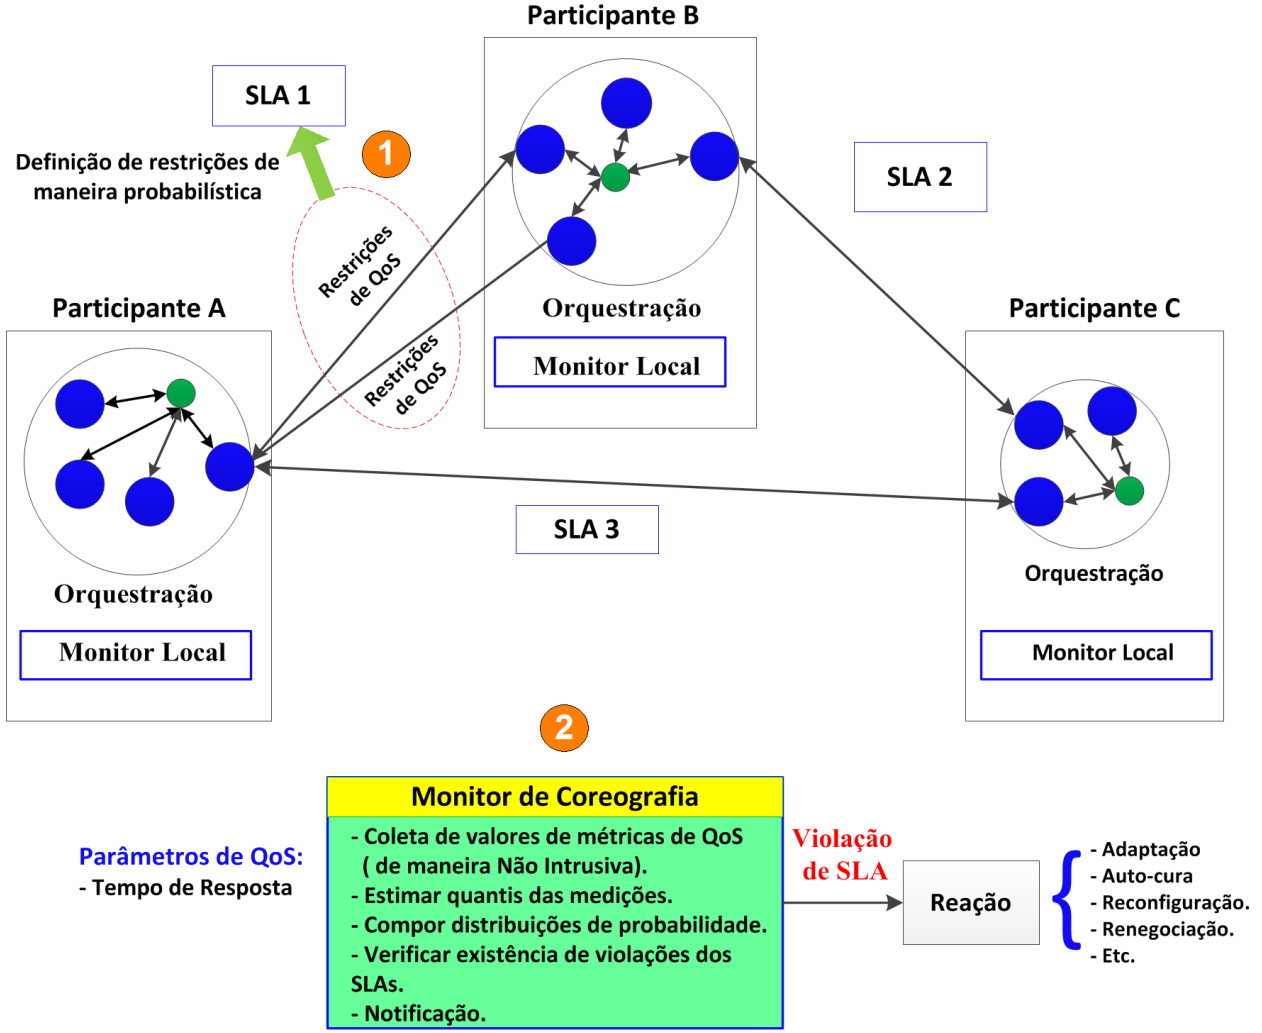 Participante B
SLA 1
1
Definição de restrições de
maneira probabilística
SLA 2
Restrições
de QoS
Restrições
de QoS
Orquestração
Monitor Local
Participante A
Orquestração
Monitor Local
Participante C
Orquestração
Monitor Local
SLA 3
2
Monitor de Coreografia
- Coleta de valores de métricas de QoS
( de maneira Não Intrusiva).
- Estimar quantis das medições.
- Compor distribuições de probabilidade.
- Verificar existência de violações dos
SLAs.
- Notificação.
Parâmetros de QoS:
- Tempo de Resposta
Violação
de SLA
Reação
- Adaptação
- Auto-cura
- Reconfiguração.
- Renegociação.
- Etc.